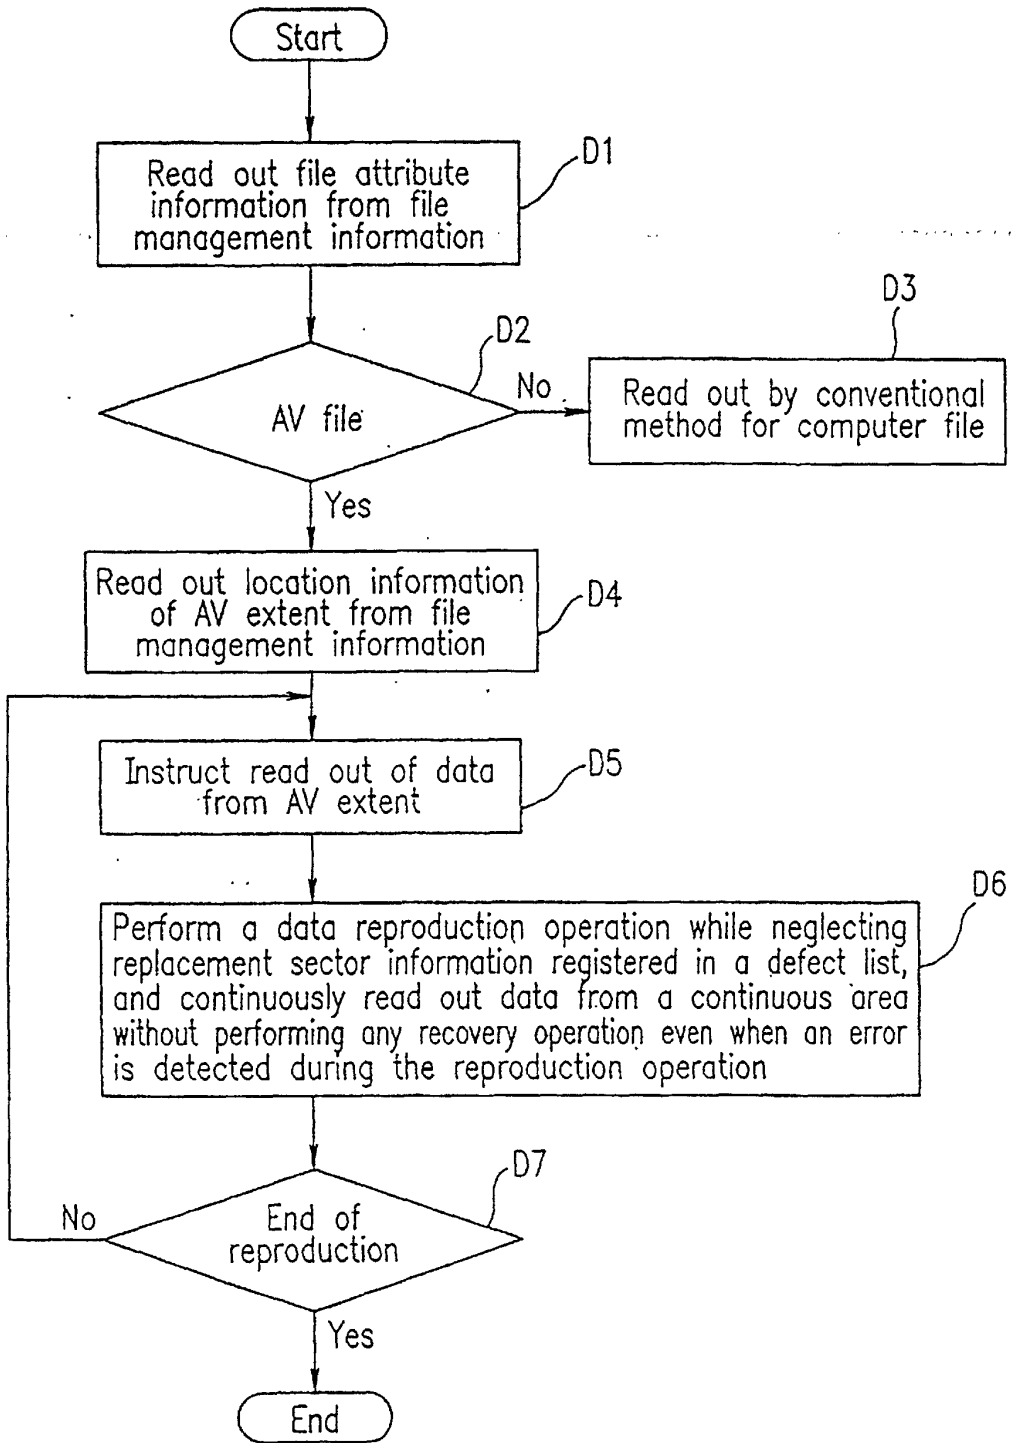 Start
D1
Read out file attribute
information from file
management information
D2
AV file
No
D3
Read out by conventional
method for computer file
Yes
Read out location information
of AV extent from file
management information
D4
Instruct read out of data
from AV extent
D5
D6
Perform a data reproduction operation while neglecting
replacement sector information registered in a defect list,
and continuously read out data from a continuous area
without performing any recovery operation even when an error
is detected during the reproduction operation
D7
End of
reproduction
No
Yes
End